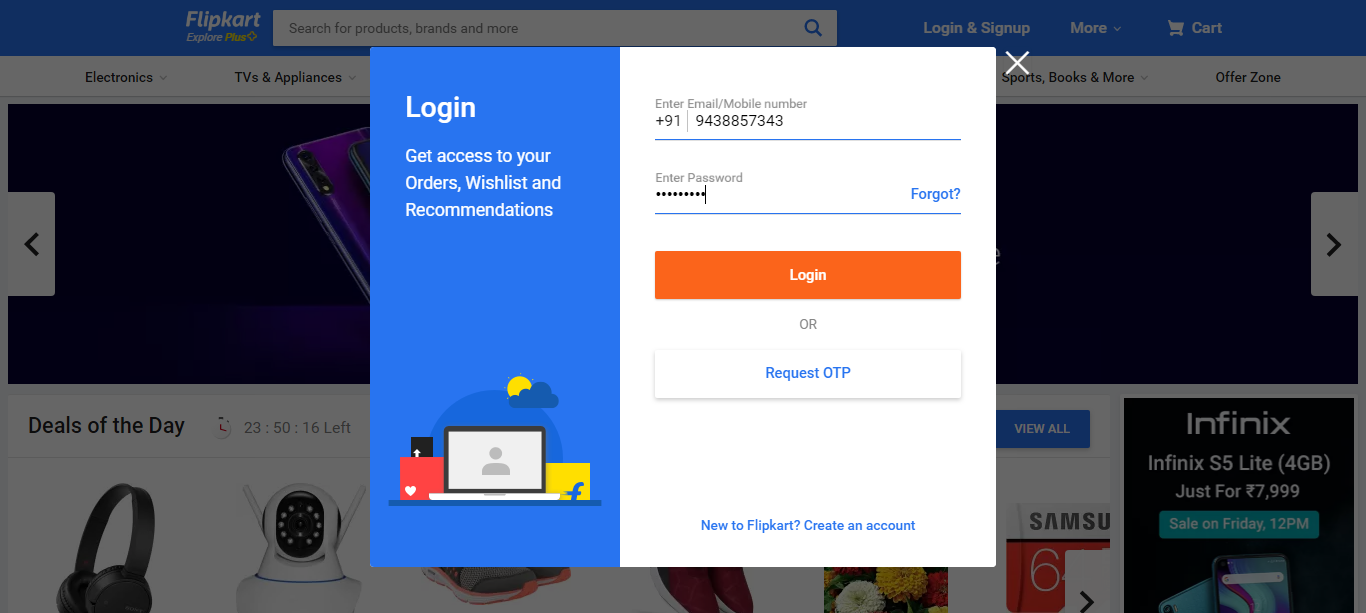 Flipkart
Explore Plus
Search for products, brands and more
Login & Signup
More
Cart
Electronics
TVs & Appliances
Sports, Books & More
Offer Zone
Login
Get access to your
Orders, Wishlist and
Recommendations
Enter Email/Mobile number
+91 9438857343
Enter Password
•••••••••
Forgot?
Login
OR
Request OTP
New to Flipkart? Create an account
Deals of the Day
23 : 50 : 16 Left
VIEW ALL
SAMSU
64
Infinix
Infinix S5 Lite (4GB)
Just For ₹7,999
Sale on Friday, 12PM